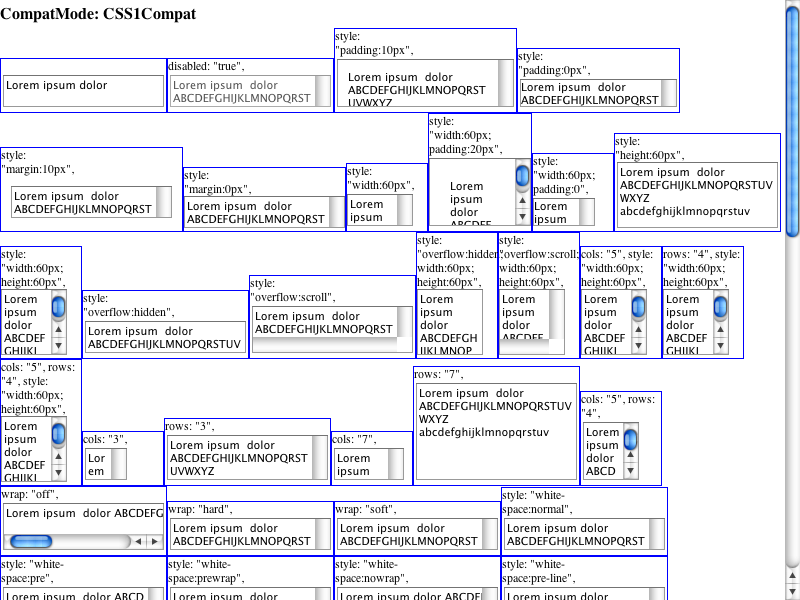 CompatMode: CSS1Compat
Lorem ipsum dolor
disabled: "true",
Lorem ipsum  dolor
ABCDEFGHIJKLMNOPQRST
style:
"padding:10px",
Lorem ipsum  dolor
ABCDEFGHIJKLMNOPQRST
UVWXYZ
style:
"padding:0px",
Lorem ipsum  dolor
ABCDEFGHIJKLMNOPQRST
style:
"margin:10px",
Lorem ipsum  dolor
ABCDEFGHIJKLMNOPQRST
style:
"margin:0px",
Lorem ipsum  dolor
ABCDEFGHIJKLMNOPQRST
style:
"width:60px",
Lorem
ipsum
style:
"width:60px;
padding:20px",
Lorem
ipsum
dolor
ABCDEF
style:
"width:60px;
padding:0",
Lorem
ipsum
style:
"height:60px",
Lorem ipsum  dolor
ABCDEFGHIJKLMNOPQRSTUV
WXYZ
abcdefghijklmnopqrstuv
style:
"width:60px;
height:60px",
Lorem
ipsum
dolor
ABCDEF
GHIJKL
style:
"overflow:hidden",
Lorem ipsum  dolor
ABCDEFGHIJKLMNOPQRSTUV
style:
"overflow:scroll",
Lorem ipsum  dolor
ABCDEFGHIJKLMNOPQRST
style:
"overflow:hidden;
width:60px;
height:60px",
Lorem
ipsum
dolor
ABCDEFGH
IJKLMNOP
style:
"overflow:scroll;
width:60px;
height:60px",
Lorem
ipsum
dolor
ABCDEF
cols: "5", style:
"width:60px;
height:60px",
Lorem
ipsum
dolor
ABCDEF
GHIJKL
rows: "4", style:
"width:60px;
height:60px",
Lorem
ipsum
dolor
ABCDEF
GHIJKL
cols: "5", rows:
"4", style:
"width:60px;
height:60px",
Lorem
ipsum
dolor
ABCDEF
GHIJKL
cols: "3",
Lor
em
rows: "3",
Lorem ipsum  dolor
ABCDEFGHIJKLMNOPQRST
UVWXYZ
cols: "7",
Lorem
ipsum
rows: "7",
Lorem ipsum  dolor
ABCDEFGHIJKLMNOPQRSTUV
WXYZ
abcdefghijklmnopqrstuv
cols: "5", rows:
"4",
Lorem
ipsum
dolor
ABCD
wrap: "off",
Lorem ipsum  dolor ABCDEFG
wrap: "hard",
Lorem ipsum  dolor
ABCDEFGHIJKLMNOPQRST
wrap: "soft",
Lorem ipsum  dolor
ABCDEFGHIJKLMNOPQRST
style: "white-
space:normal",
Lorem ipsum  dolor
ABCDEFGHIJKLMNOPQRST
style: "white-
space:pre",
Lorem ipsum  dolor ABCD
style: "white-
space:prewrap",
Lorem ipsum  dolor
style: "white-
space:nowrap",
Lorem ipsum  dolor ABCDEF
style: "white-
space:pre-line",
Lorem ipsum  dolor